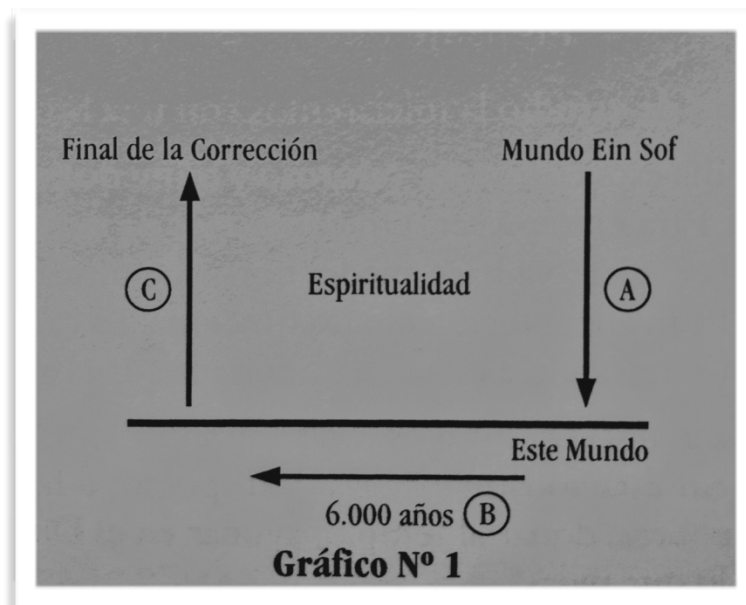 Final de la Corrección
Mundo Ein Sof
C
Espiritualidad
A
Este Mundo
6.000 años B
Gráfico Nº 1